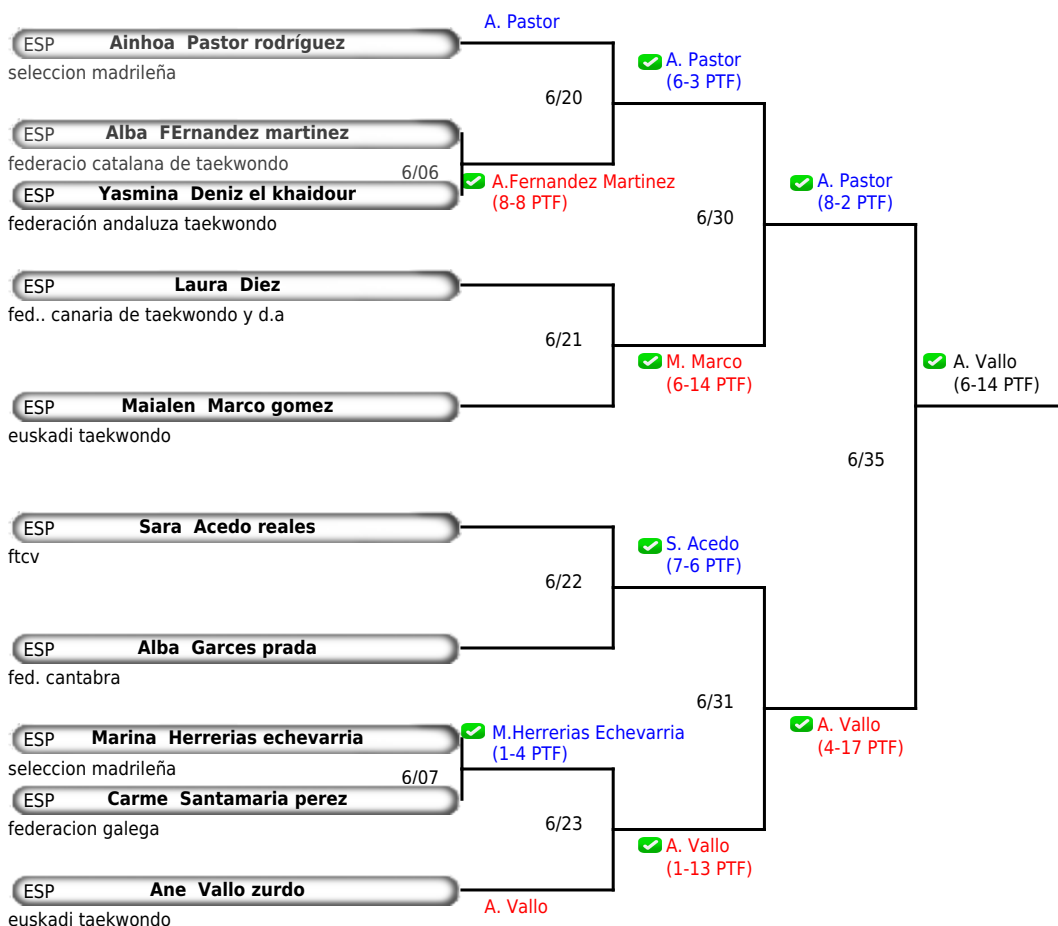 A. Pastor
ESP Ainhoa Pastor rodríguez
seleccion madrileña
A. Pastor
(6-3 PTF)
6/20
ESP Alba FErnandez martinez
federacio catalana de taekwondo
6/06
A.Fernandez Martinez
(8-8 PTF)
ESP Yasmina Deniz el khaidour
federación andaluza taekwondo
A. Pastor
(8-2 PTF)
6/30
ESP Laura Diez
fed.. canaria de taekwondo y d.a
6/21
M. Marco
(6-14 PTF)
A. Vallo
(6-14 PTF)
ESP Maialen Marco gomez
euskadi taekwondo
6/35
ESP Sara Acedo reales
ftcv
S. Acedo
(7-6 PTF)
6/22
ESP Alba Garces prada
fed. cantabra
6/31
A. Vallo
(4-17 PTF)
ESP Marina Herrerias echevarria
seleccion madrileña
M.Herrerias Echevarria
(1-4 PTF)
6/07
ESP Carme Santamaria perez
federacion galega
6/23
A. Vallo
(1-13 PTF)
ESP Ane Vallo zurdo
euskadi taekwondo
A. Vallo